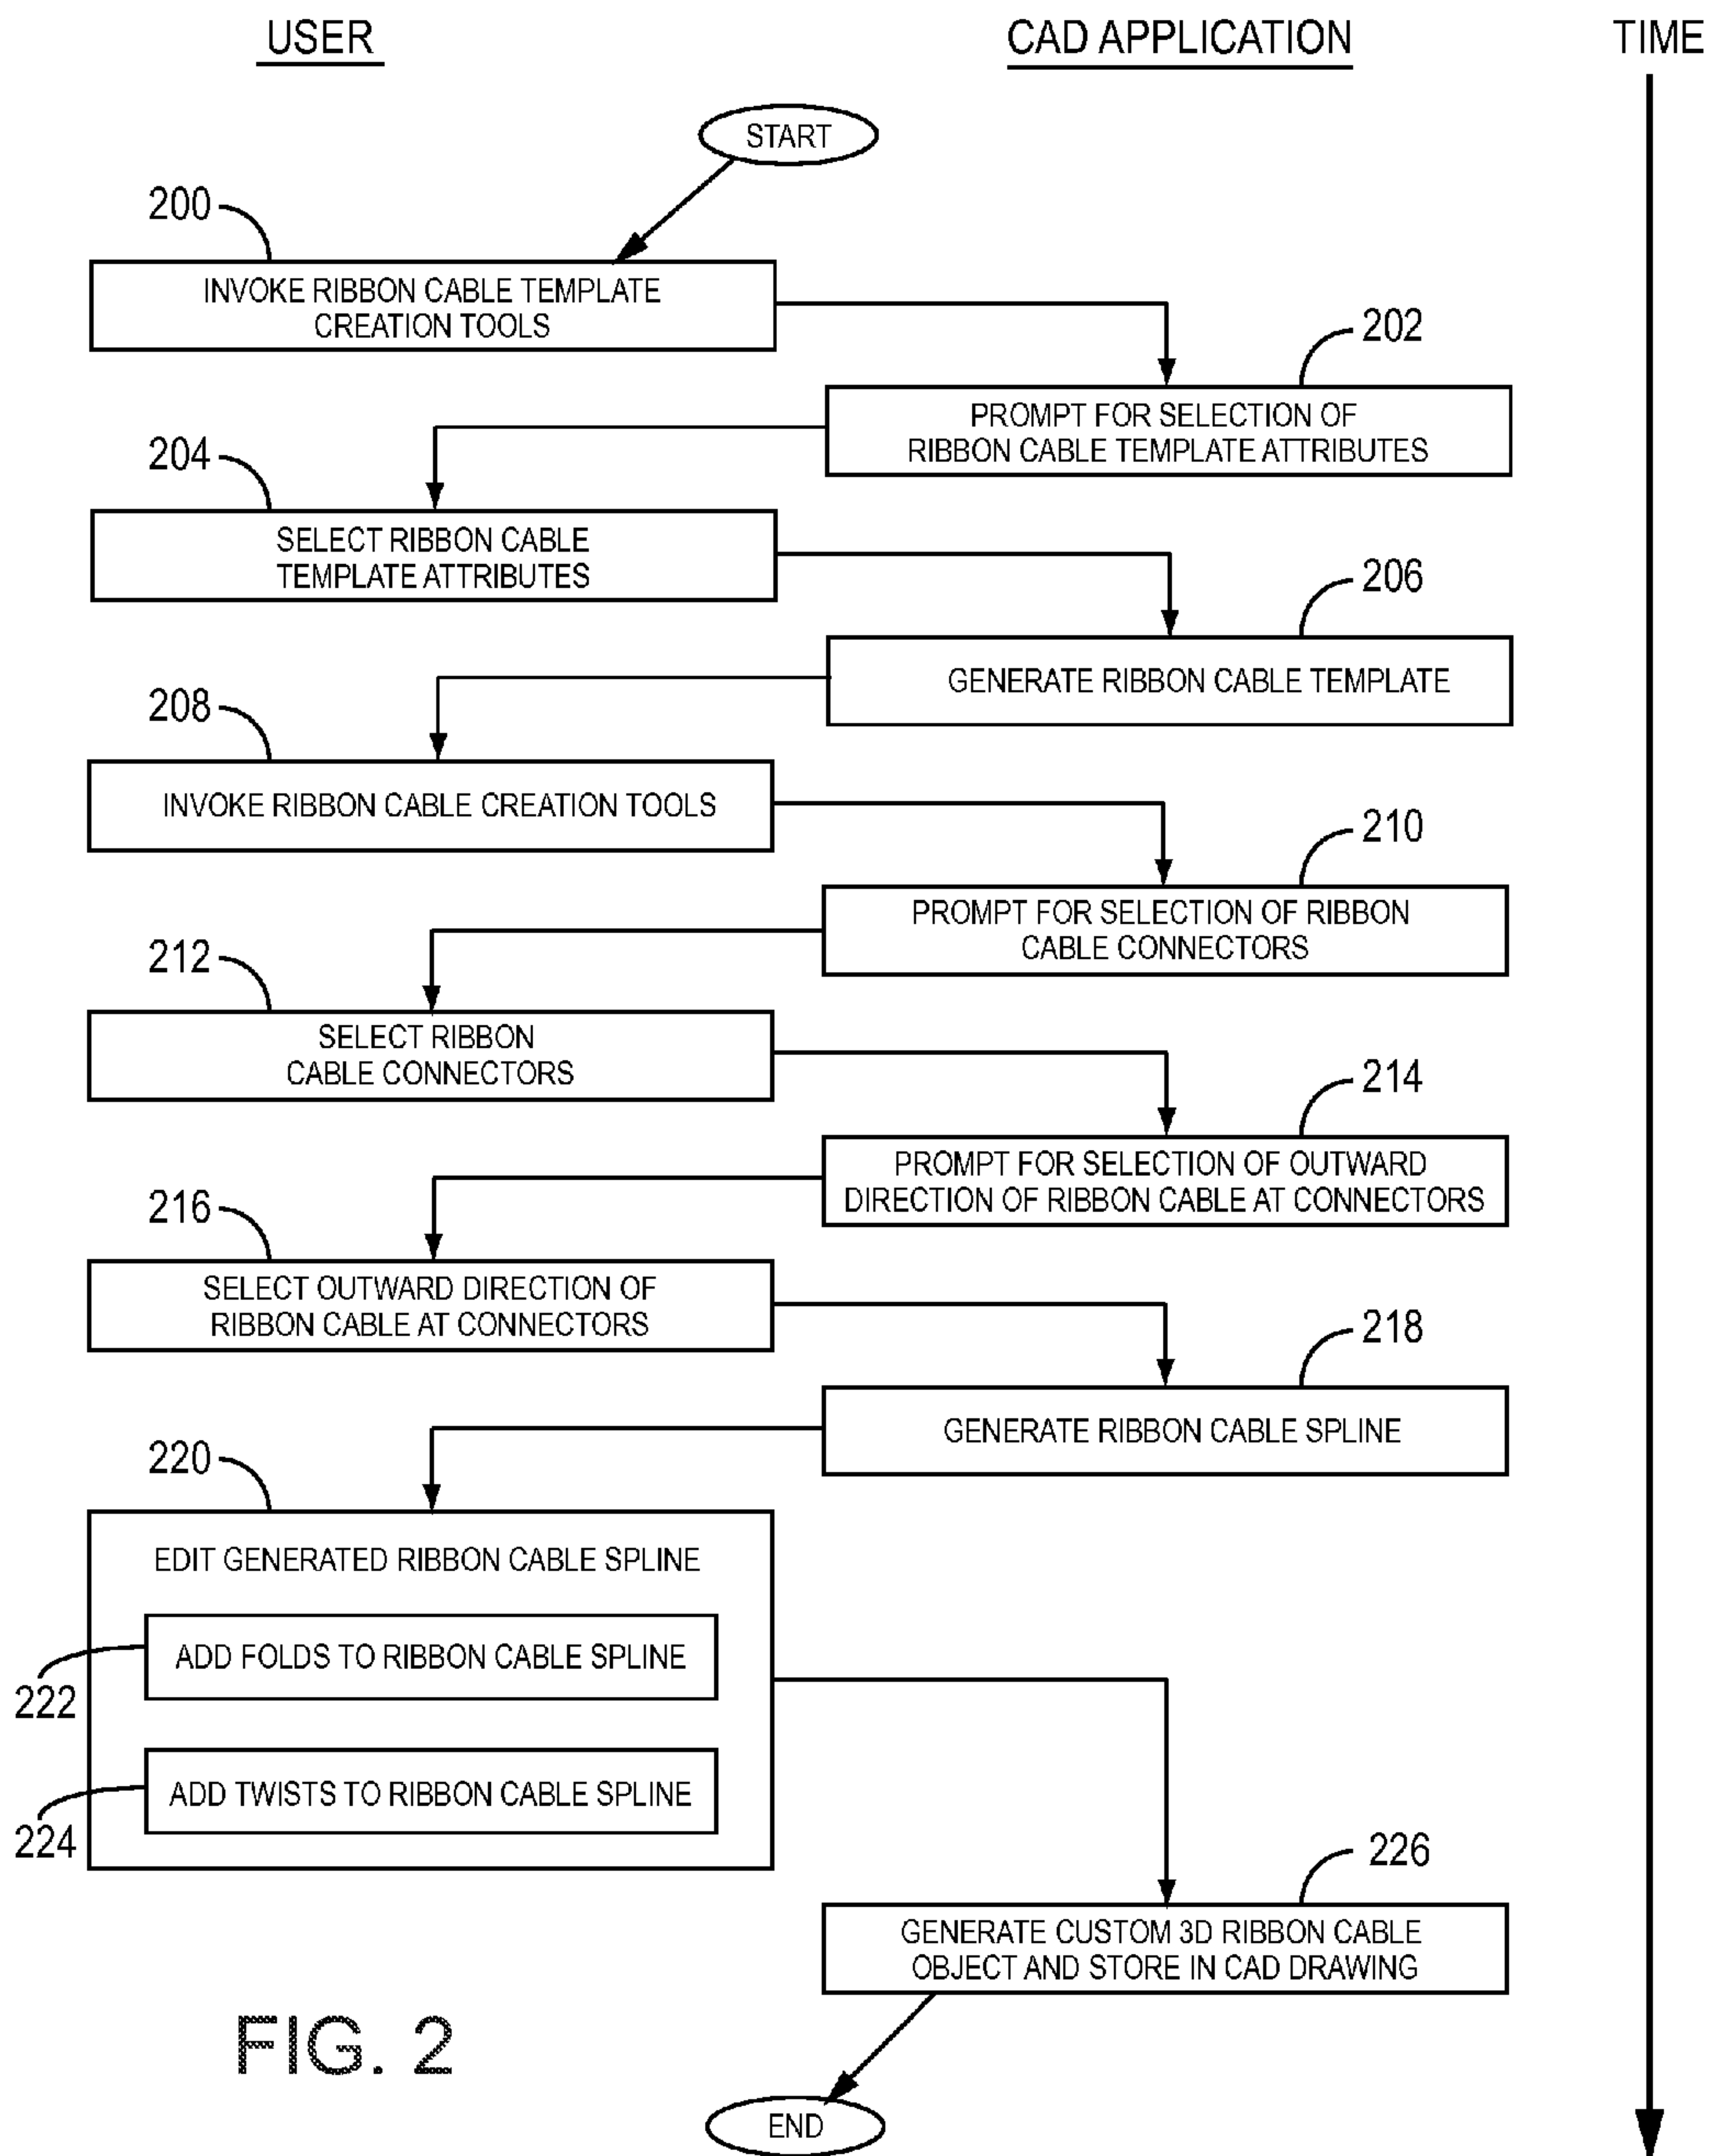 USER
CAD APPLICATION
TIME
START
200
INVOKE RIBBON CABLE TEMPLATE
CREATION TOOLS
202
PROMPT FOR SELECTION OF
RIBBON CABLE TEMPLATE ATTRIBUTES
204
SELECT RIBBON CABLE
TEMPLATE ATTRIBUTES
206
GENERATE RIBBON CABLE TEMPLATE
208
INVOKE RIBBON CABLE CREATION TOOLS
210
PROMPT FOR SELECTION OF RIBBON
CABLE CONNECTORS
212
SELECT RIBBON
CABLE CONNECTORS
214
PROMPT FOR SELECTION OF OUTWARD
DIRECTION OF RIBBON CABLE AT CONNECTORS
216
SELECT OUTWARD DIRECTION OF
RIBBON CABLE AT CONNECTORS
218
GENERATE RIBBON CABLE SPLINE
220
EDIT GENERATED RIBBON CABLE SPLINE
222
ADD FOLDS TO RIBBON CABLE SPLINE
224
ADD TWISTS TO RIBBON CABLE SPLINE
226
GENERATE CUSTOM 3D RIBBON CABLE
OBJECT AND STORE IN CAD DRAWING
FIG. 2
END